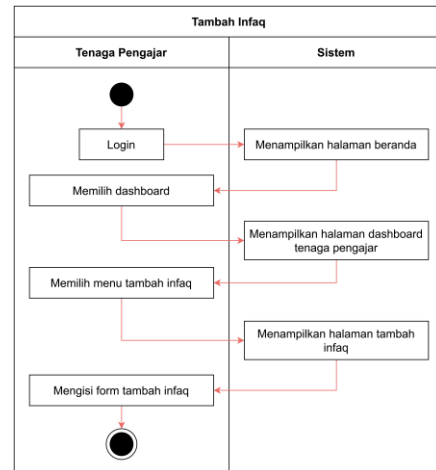 Tambah Infaq
Tenaga Pengajar
Sistem
Login
Menampilkan halaman beranda
Memilih dashboard
Menampilkan halaman dashboard
tenaga pengajar
Memilih menu tambah infaq
Menampilkan halaman tambah
infaq
Mengisi form tambah infaq